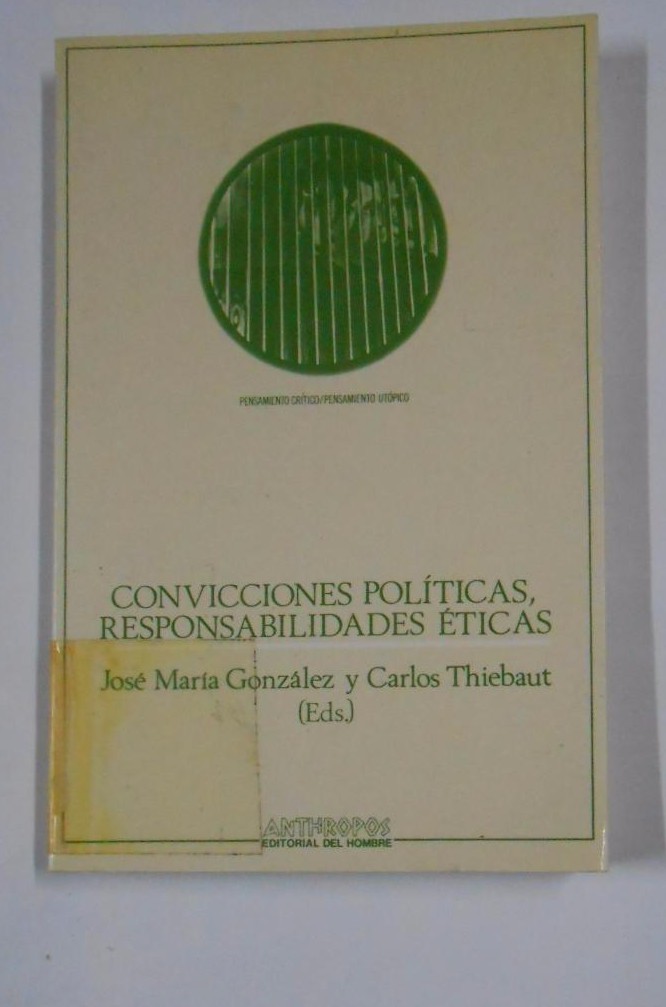 PENSAMIENTO CRÍTICO/PENSAMIENTO UTÓPICO
CONVICCIONES POLÍTICAS,
RESPONSABILIDADES ÉTICAS
José María González y Carlos Thiebaut
(Eds.)
ANTHROPOS
EDITORIAL DEL HOMBRE